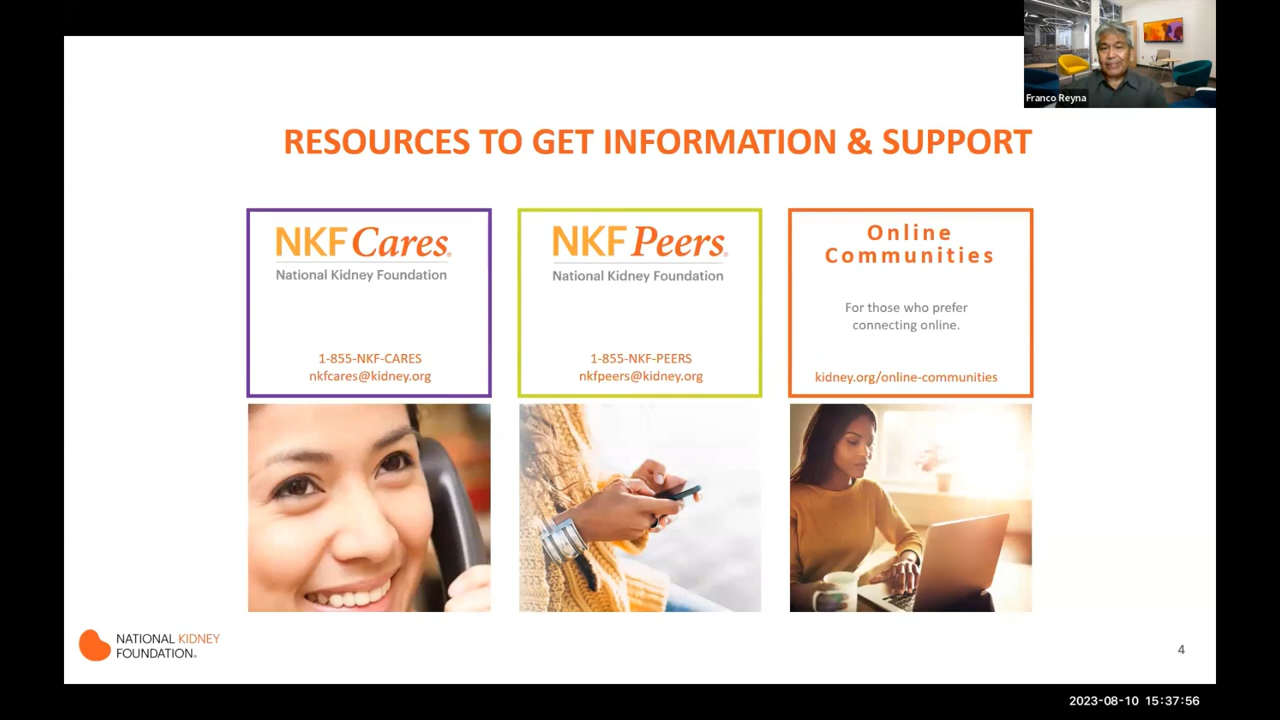 Franco Reyna
RESOURCES TO GET INFORMATION & SUPPORT
NKF Cares®
National Kidney Foundation
1-855-NKF-CARES
nkfcares@kidney.org
NKF Peers®
National Kidney Foundation
1-855-NKF-PEERS
nkfpeers@kidney.org
Online
Communities
For those who prefer
connecting online.
kidney.org/online-communities
NATIONAL KIDNEY
FOUNDATION®
4
2023-08-10 15:37:56